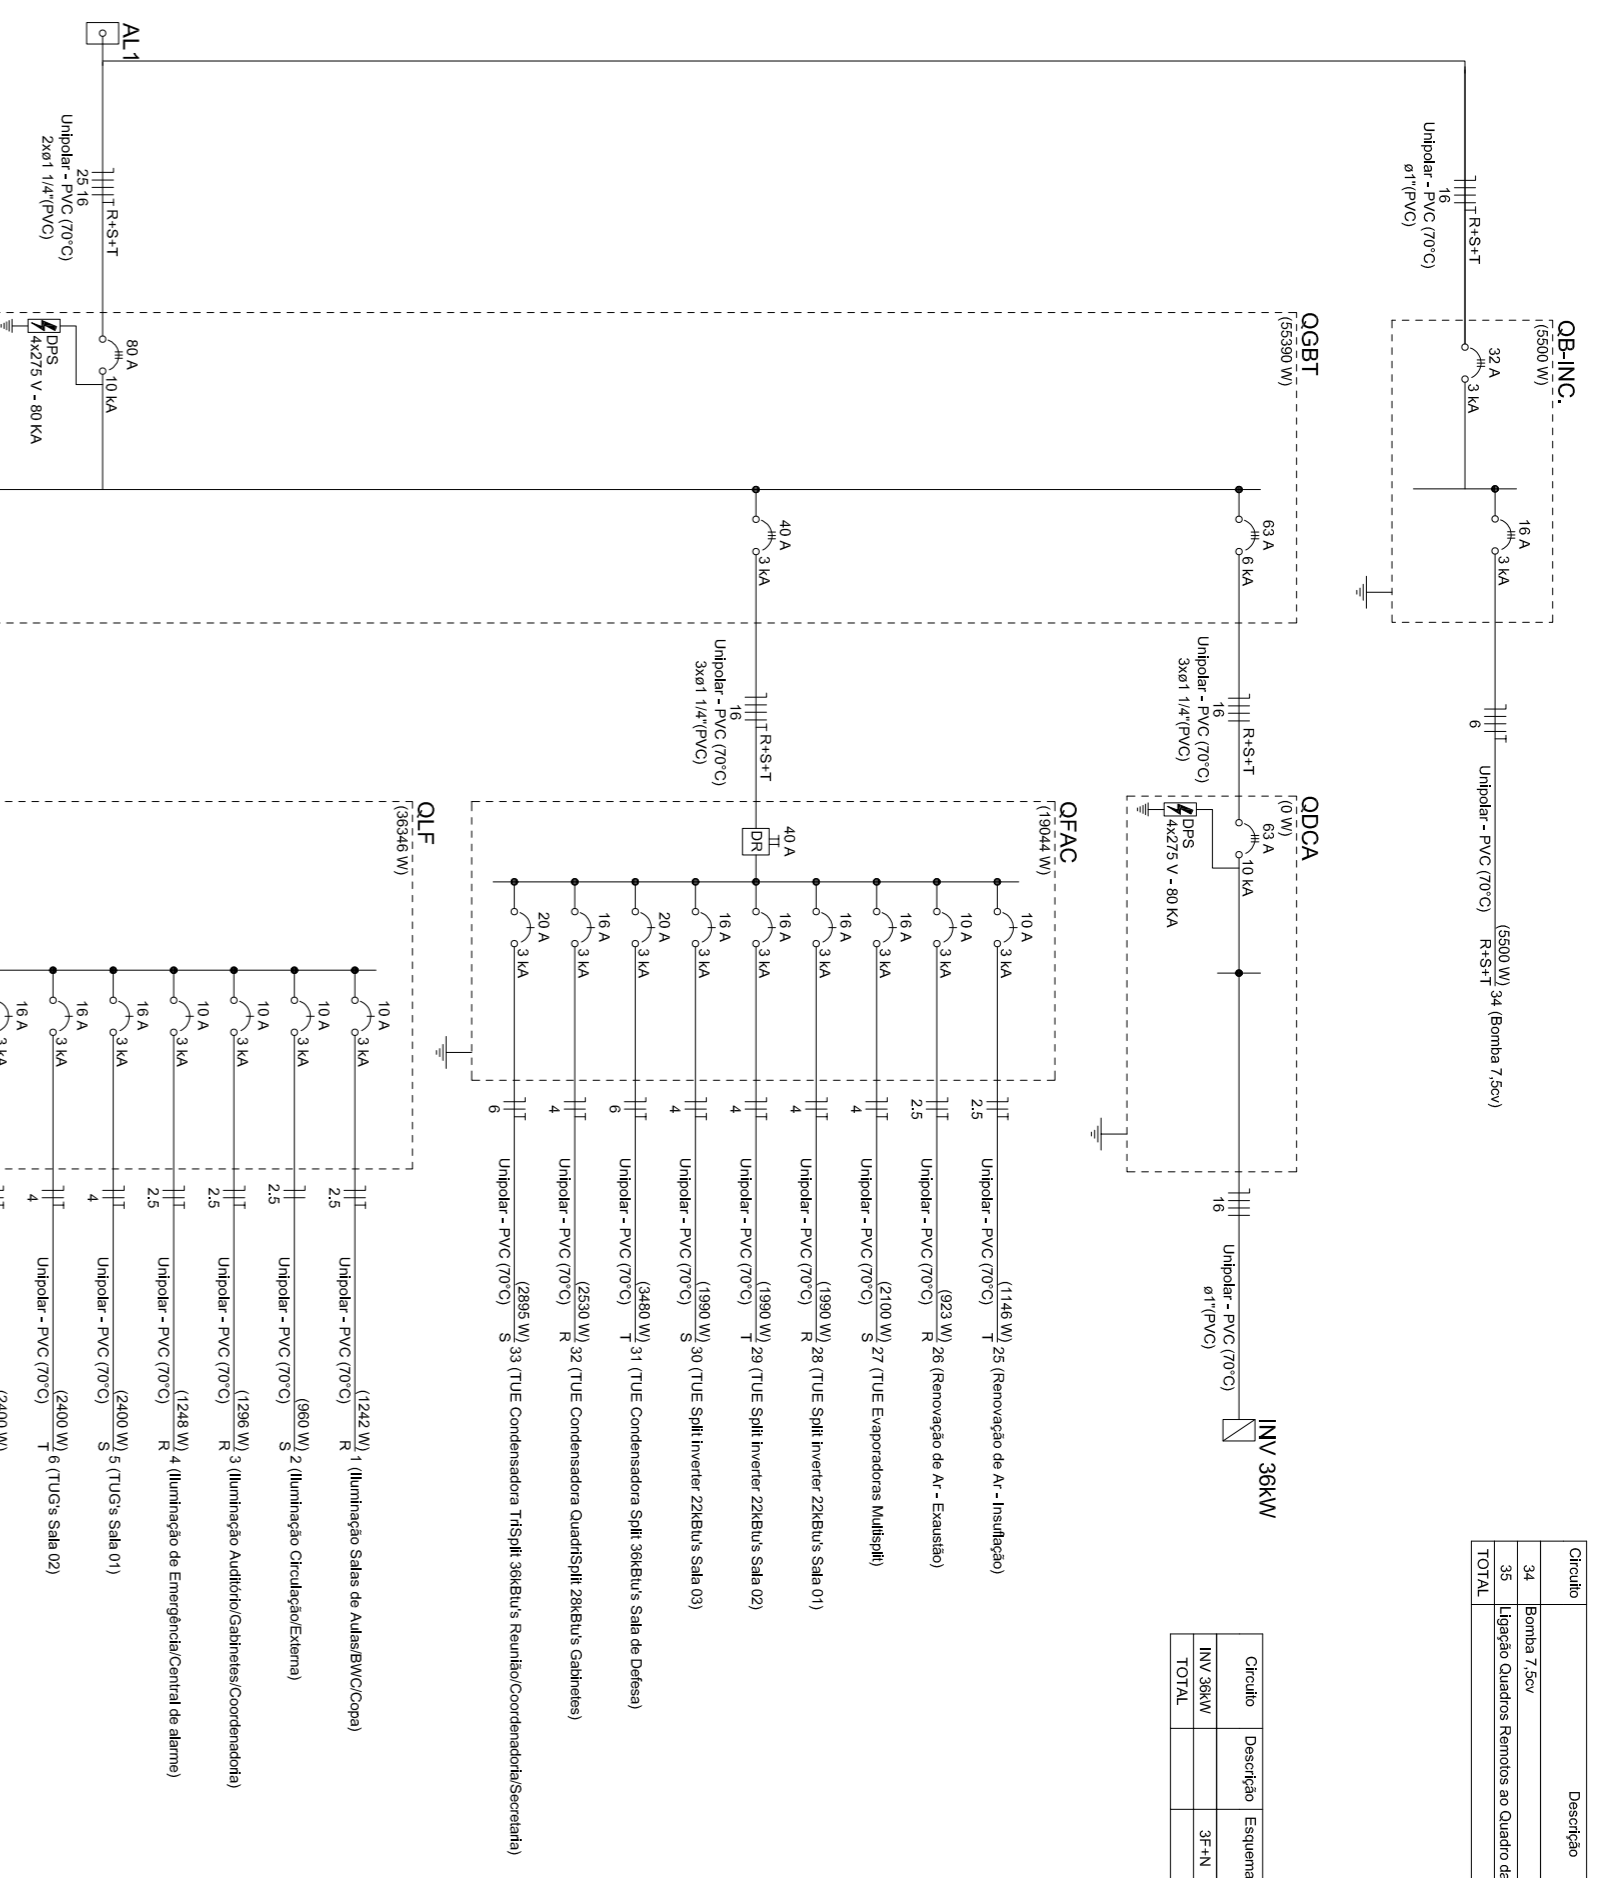 QB-INC.
(5500 W)
32 A
3 kA
16 A
3 kA
R+S+T
16
Unipolar - PVC (70°C)
ø1"(PVC)
6
Unipolar - PVC (70°C)
(5500 W)
R+S+T
34 (Bomba 7,5cv)
AL1
R+S+T
25 16
Unipolar - PVC (70°C)
2xø1 1/4"(PVC)
QGBT
(55390 W)
80 A
10 kA
DPS
4x275 V - 80 KA
63 A
6 kA
R+S+T
16
Unipolar - PVC (70°C)
3xø1 1/4"(PVC)
QDCA
(0 W)
63 A
10 kA
DPS
4x275 V - 80 KA
16
Unipolar - PVC (70°C)
ø1"(PVC)
INV 36kW
40 A
3 kA
R+S+T
16
Unipolar - PVC (70°C)
3xø1 1/4"(PVC)
QFAC
(19044 W)
40 A
DR
10 A
3 kA
2.5
Unipolar - PVC (70°C)
(1146 W)
T
25 (Renovação de Ar - Insuflação)
10 A
3 kA
2.5
Unipolar - PVC (70°C)
(923 W)
R
26 (Renovação de Ar - Exaustão)
16 A
3 kA
4
Unipolar - PVC (70°C)
(2100 W)
S
27 (TUE Evaporadoras Multisplit)
16 A
3 kA
4
Unipolar - PVC (70°C)
(1990 W)
R
28 (TUE Split inverter 22kBtu's Sala 01)
16 A
3 kA
4
Unipolar - PVC (70°C)
(1990 W)
T
29 (TUE Split inverter 22kBtu's Sala 02)
16 A
3 kA
4
Unipolar - PVC (70°C)
(1990 W)
S
30 (TUE Split inverter 22kBtu's Sala 03)
20 A
3 kA
6
Unipolar - PVC (70°C)
(3480 W)
T
31 (TUE Condensadora Split 36kBtu's Sala de Defesa)
16 A
3 kA
4
Unipolar - PVC (70°C)
(2530 W)
R
32 (TUE Condensadora QuadriSplit 28kBtu's Gabinetes)
20 A
3 kA
6
Unipolar - PVC (70°C)
(2895 W)
S
33 (TUE Condensadora TriSplit 36kBtu's Reunião/Coordenadoria/Secretaria)
QLF
(36346 W)
10 A
3 kA
2.5
Unipolar - PVC (70°C)
(1242 W)
R
1 (Iluminação Salas de Aulas/BWC/Copa)
10 A
3 kA
2.5
Unipolar - PVC (70°C)
(960 W)
S
2 (Iluminação Circulação/Externa)
10 A
3 kA
2.5
Unipolar - PVC (70°C)
(1296 W)
R
3 (Iluminação Auditório/Gabinetes/Coordenadoria)
10 A
3 kA
2.5
Unipolar - PVC (70°C)
(1248 W)
R
4 (Iluminação de Emergência/Central de alarme)
16 A
3 kA
4
Unipolar - PVC (70°C)
(2400 W)
S
5 (TUG's Sala 01)
16 A
3 kA
4
Unipolar - PVC (70°C)
(2400 W)
T
6 (TUG's Sala 02)
16 A
3 kA
(2400 W)
Circuito Descrição
34 Bomba 7,5cv
35 Ligação Quadros Remotos ao Quadro da
TOTAL
Circuito Descrição Esquema
INV 36kW 3F+N
TOTAL